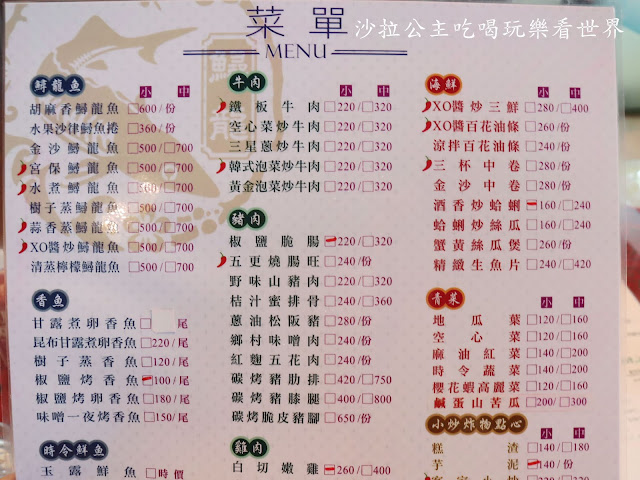 菜單
沙拉公主吃喝玩樂看世界
MENU
鱘龍魚 小 中
胡麻香鱘龍魚 600/份
水果沙律鱘龍魚捲 360/份
金沙鱘龍魚 500/700
宮保鱘龍魚 500/700
水煮鱘龍魚 500/700
樹子蒸鱘龍魚 500/700
蒜香蒸鱘龍魚 500/700
XO醬炒鱘龍魚 500/700
清蒸檸檬鱘龍魚 500/700
香魚
甘露煮卵香魚 /尾
昆布甘露煮卵香魚 220/尾
樹子蒸香魚 120/尾
椒鹽烤香魚 100/尾
椒鹽烤卵香魚 180/尾
味噌一夜烤香魚 150/尾
時令鮮魚
玉露鮮魚 時價
牛肉 小 中
鐵板牛肉 220/320
空心菜炒牛肉 220/320
三星蔥炒牛肉 220/320
韓式泡菜炒牛肉 220/320
黃金泡菜炒牛肉 220/320
豬肉 小 中
椒鹽脆腸 220/320
五更燒腸旺 240/份
野味山豬肉 220/320
桔汁蜜排骨 240/360
蔥油松阪豬 280/份
鄉村味噌肉 240/份
紅麴五花肉 240/份
碳烤豬肋排 420/750
碳烤豬膝腿 400/800
碳烤脆皮豬腳 650/份
雞肉 小 中
白切嫩雞 260/400
海鮮 小 中
XO醬炒三鮮 280/400
XO醬百花油條 260/份
涼拌百花油條 240/份
三杯中卷 280/份
金沙中卷 280/份
酒香炒蛤蜊 160/240
蛤蜊炒絲瓜 160/240
蟹黃絲瓜煲 260/份
精緻生魚片 240/420
青菜 小 中
地瓜葉 120/160
空心菜 120/160
麻油紅菜 140/200
時令蔬菜 140/200
櫻花蝦高麗菜 120/160
鹹蛋山苦瓜 200/300
小炒炸物點心 小 中
糕渣 140/180
芋泥 140/份